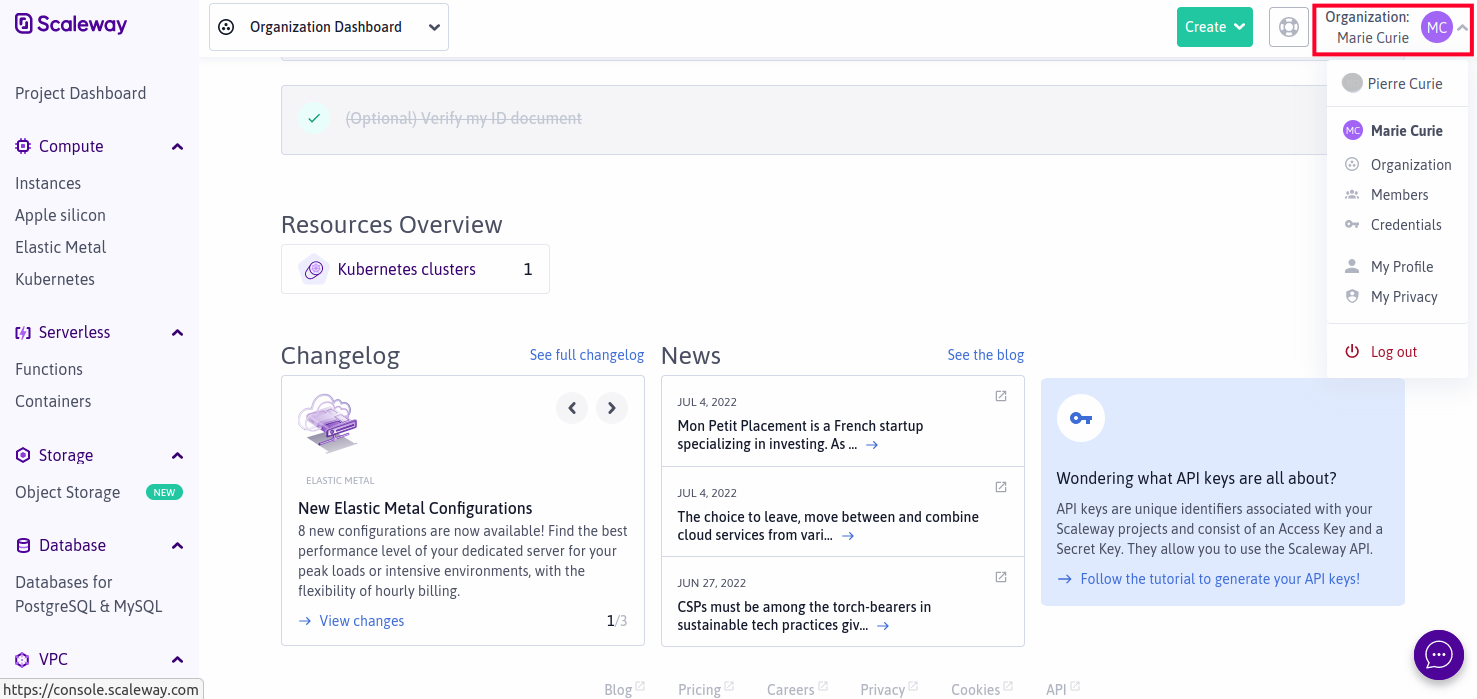 Scaleway
Organization Dashboard
Create
Organization:
Marie Curie
MC
Pierre Curie
MC Marie Curie
Organization
Members
Credentials
My Profile
My Privacy
Log out
Project Dashboard
Compute
Instances
Apple silicon
Elastic Metal
Kubernetes
Serverless
Functions
Containers
Storage
Object Storage NEW
Database
Databases for
PostgreSQL & MySQL
VPC
https://console.scaleway.com
(Optional) Verify my ID document
Resources Overview
Kubernetes clusters 1
Changelog
See full changelog
ELASTIC METAL
New Elastic Metal Configurations
8 new configurations are now available! Find the best
performance level of your dedicated server for your
peak loads or intensive environments, with the
flexibility of hourly billing.
→ View changes
1/3
News
See the blog
JUL 4, 2022
Mon Petit Placement is a French startup
specializing in investing. As ... →
JUL 4, 2022
The choice to leave, move between and combine
cloud services from vari... →
JUN 27, 2022
CSPs must be among the torch-bearers in
sustainable tech practices giv... →
Wondering what API keys are all about?
API keys are unique identifiers associated with your
Scaleway projects and consist of an Access Key and a
Secret Key. They allow you to use the Scaleway API.
→ Follow the tutorial to generate your API keys!
Blog
Pricing
Careers
Privacy
Cookies
API